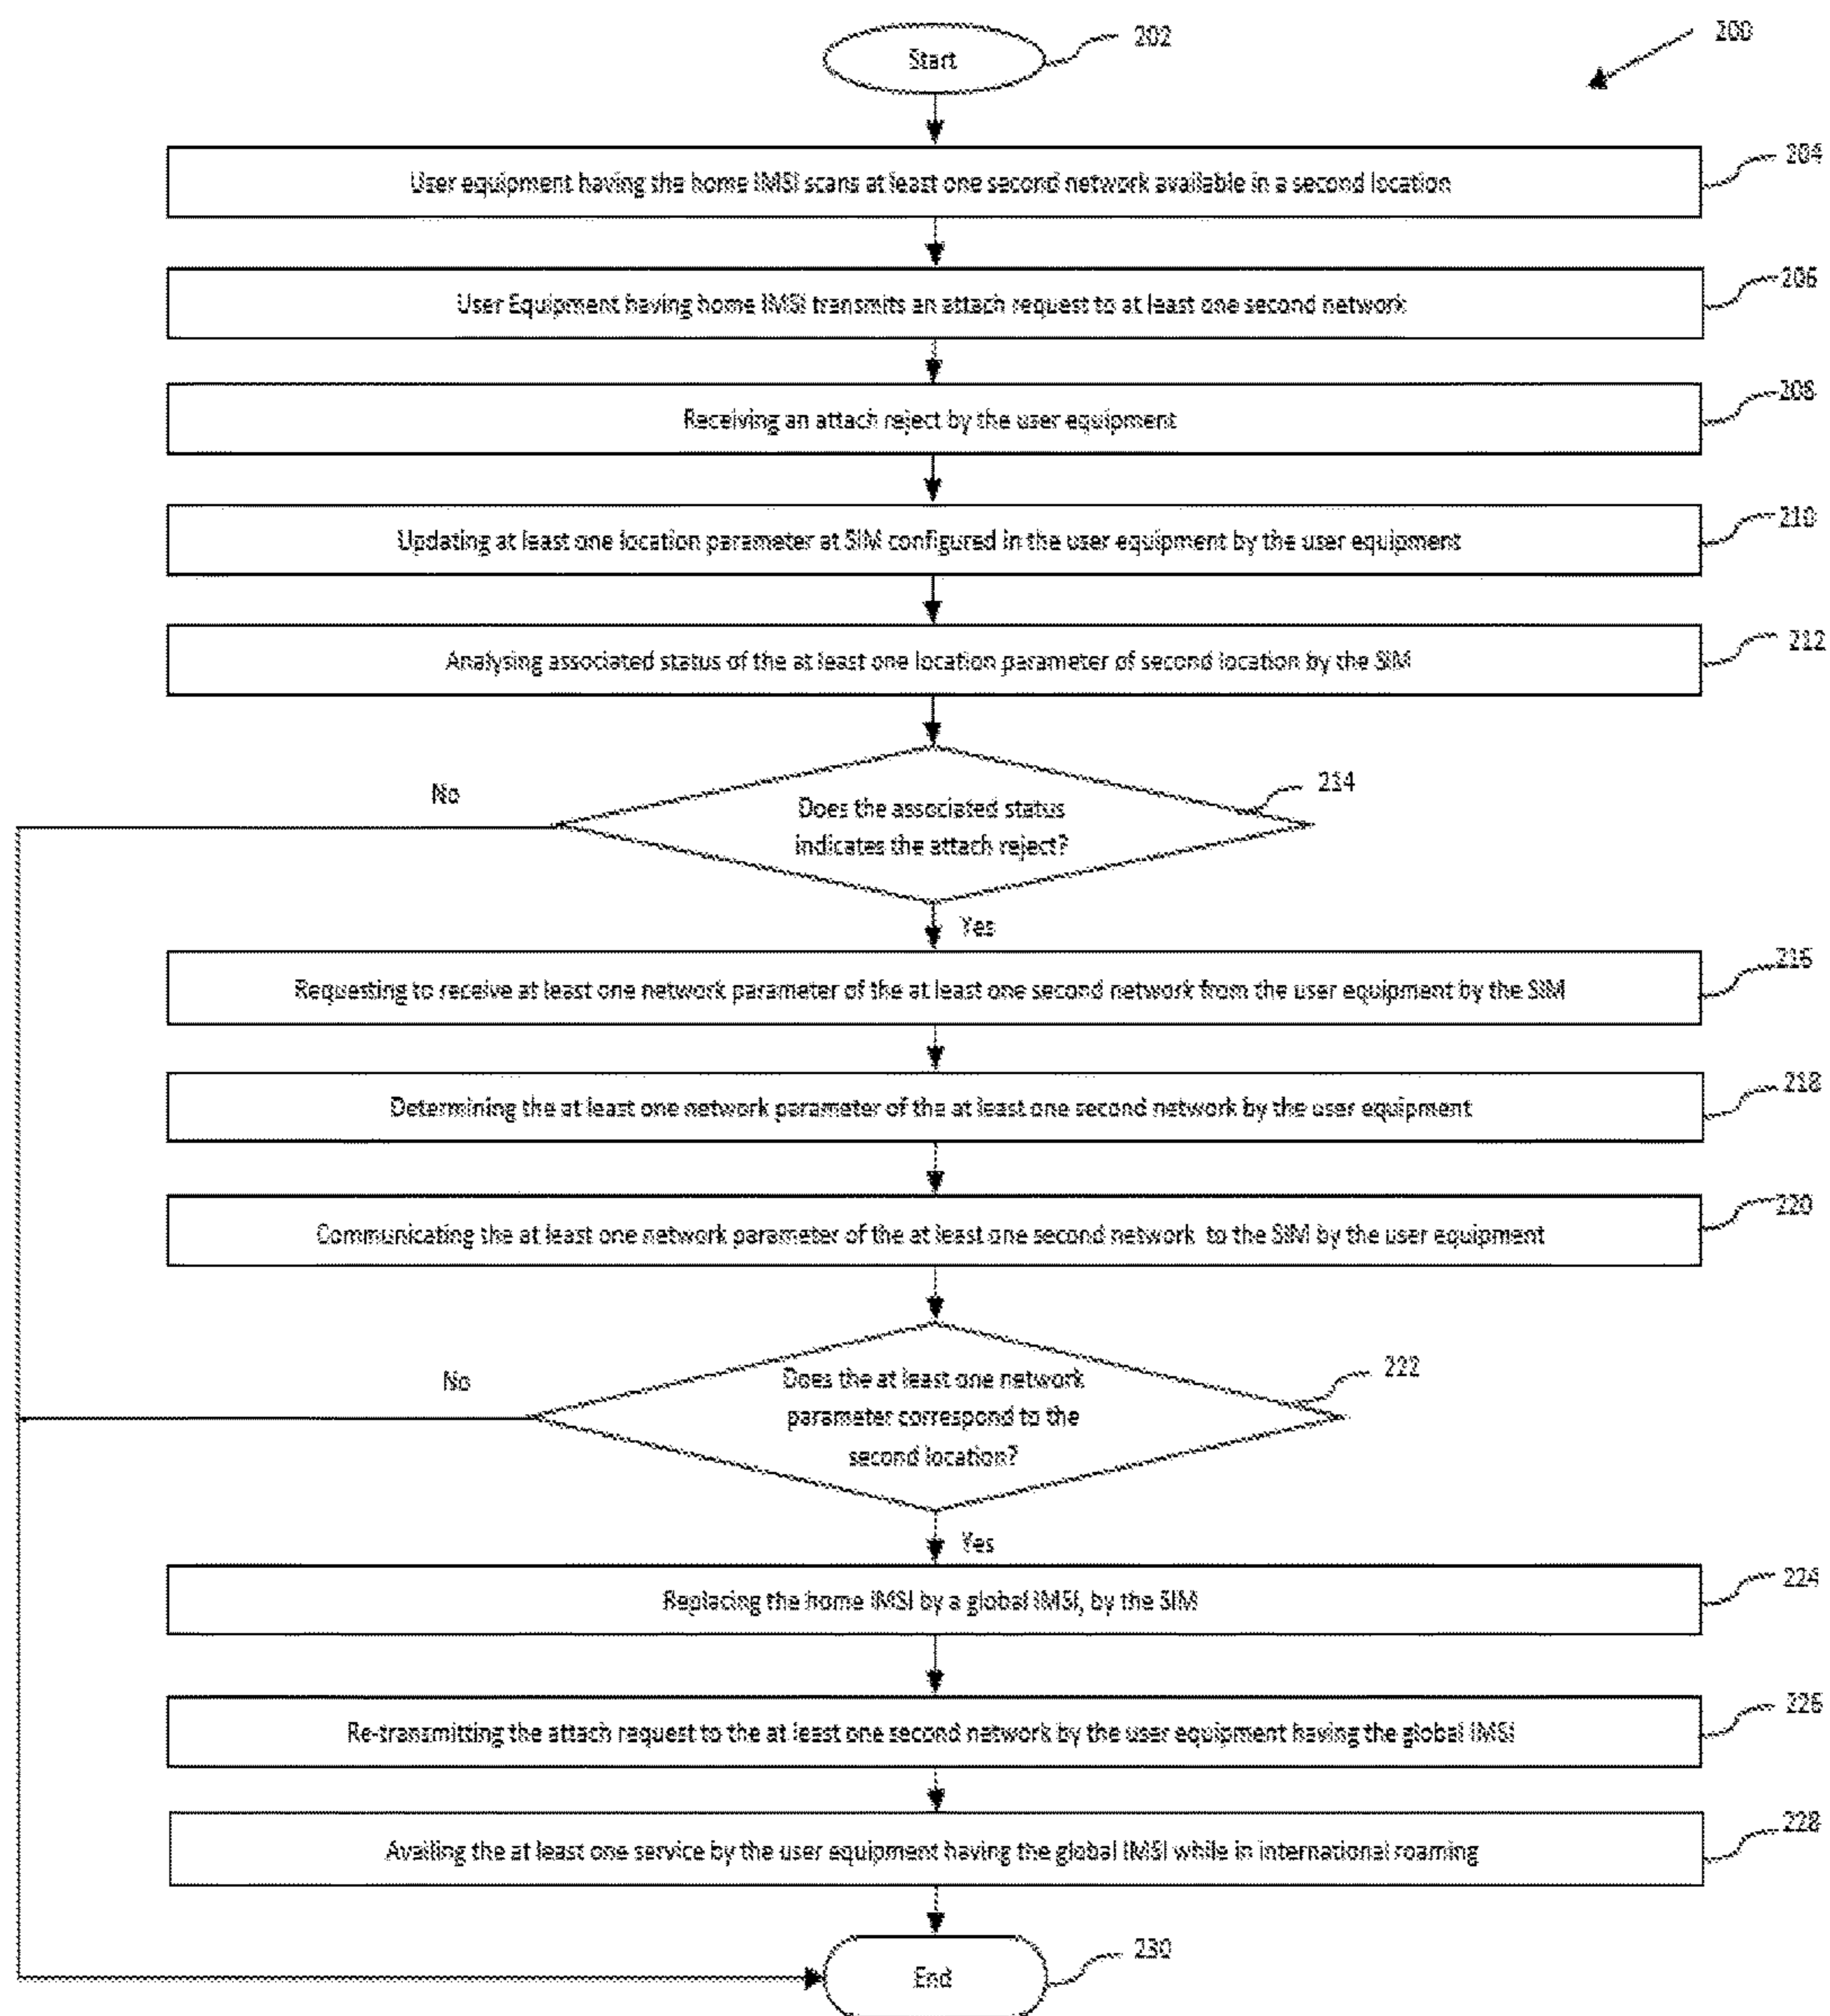 200
Start
202
User equipment having the home IMSI scans at least one second network available in a second location
204
User Equipment having home IMSI transmits an attach request to at least one second network
206
Receiving an attach reject by the user equipment
208
Updating at least one location parameter at SIM configured in the user equipment by the user equipment
210
Analysing associated status of the at least one location parameter of second location by the SIM
212
No
Does the associated status
indicates the attach reject?
214
Yes
Requesting to receive at least one network parameter of the at least one second network from the user equipment by the SIM
216
Determining the at least one network parameter of the at least one second network by the user equipment
218
Communicating the at least one network parameter of the at least one second network to the SIM by the user equipment
220
No
Does the at least one network
parameter correspond to the
second location?
222
Yes
Replacing the home IMSI by a global IMSI, by the SIM
224
Re-transmitting the attach request to the at least one second network by the user equipment having the global IMSI
226
Availing the at least one service by the user equipment having the global IMSI while in international roaming
228
End
230